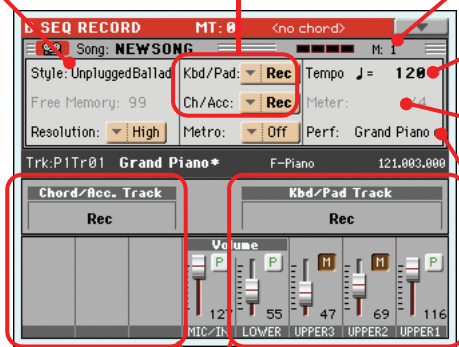 SEQ RECORD MT: 0 <no chord>
Song: NEWSONG M: 1
Style: UnpluggedBallad Kbd/Pad: Rec Tempo ♩ = 120
Free Memory: 99 Ch/Acc: Rec Meter: /4
Resolution: High Metro: Off Perf: Grand Piano
Trk:P1Tr01 Grand Piano* F-Piano 121.003.000
Chord/Acc. Track Kbd/Pad Track
Rec Rec
Volume
P P M M P
127 55 47 69 116
MIC/IN LOWER UPPER3 UPPER2 UPPER1